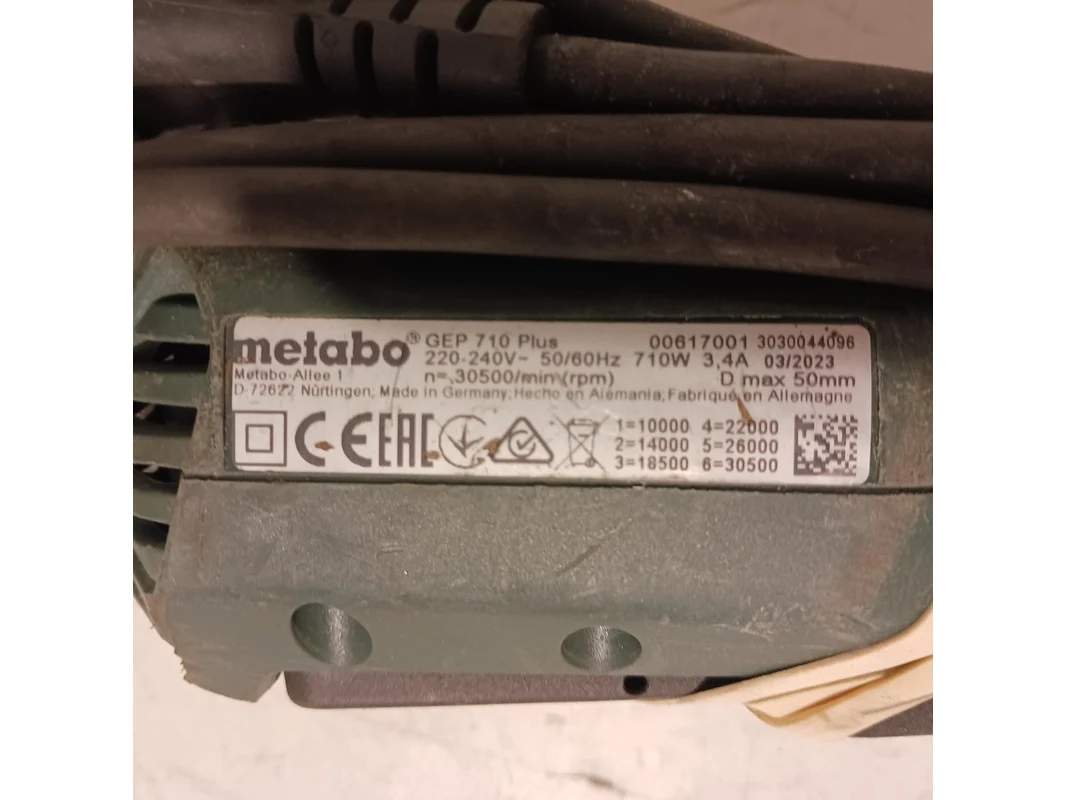 metabo® GEP 710 Plus 00617001 3030044096
220-240V~ 50/60Hz 710W 3,4A 03/2023
Metabo-Allee 1 n= 30500/min (rpm) D max 50mm
D-72622 Nürtingen; Made in Germany; Hecho en Alemania; Fabriqué en Allemagne
CE EAC 1=10000 4=22000
2=14000 5=26000
3=18500 6=30500